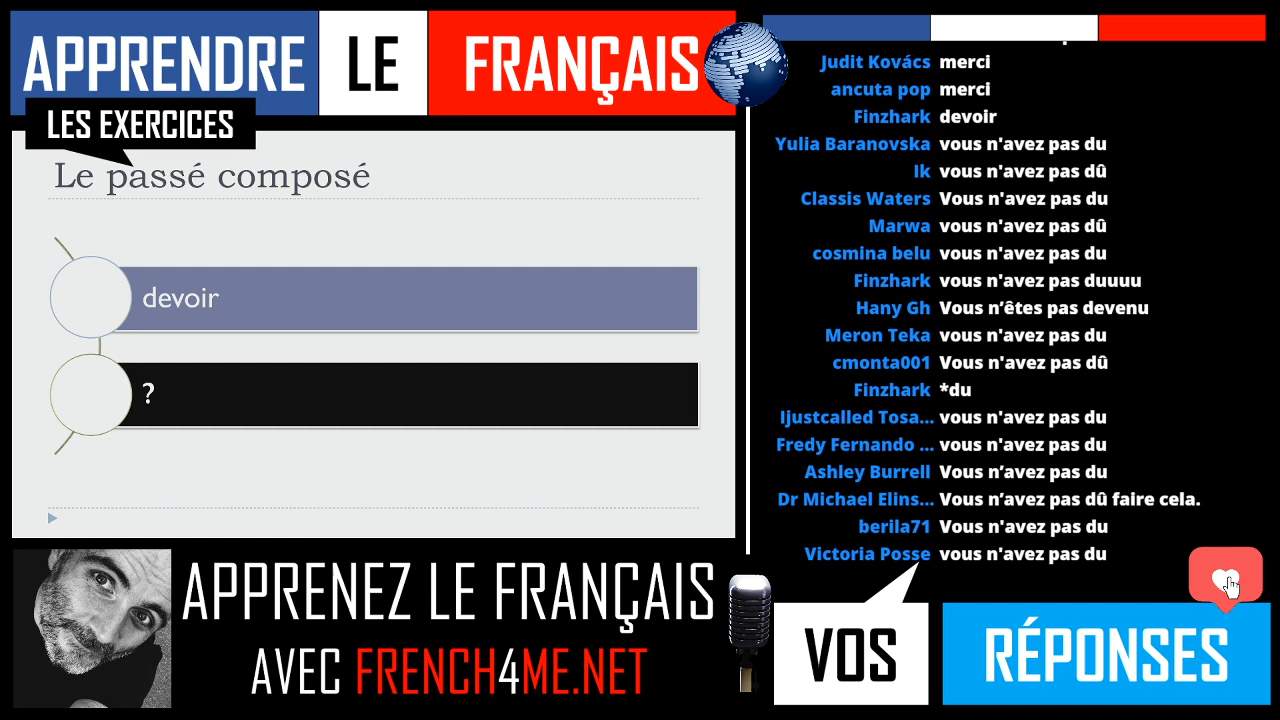 APPRENDRE LE FRANÇAIS
LES EXERCICES
Le passé composé
devoir
?
APPRENEZ LE FRANÇAIS
AVEC FRENCH4ME.NET
Judit Kovács merci
ancuta pop merci
Finzhark devoir
Yulia Baranovska vous n'avez pas du
Ik vous n'avez pas dû
Classis Waters Vous n'avez pas du
Marwa vous n'avez pas dû
cosmina belu vous n'avez pas du
Finzhark vous n'avez pas duuuu
Hany Gh Vous n’êtes pas devenu
Meron Teka vous n'avez pas du
cmonta001 Vous n'avez pas dû
Finzhark *du
Ijustcalled Tosa... vous n'avez pas du
Fredy Fernando ... vous n'avez pas du
Ashley Burrell Vous n’avez pas du
Dr Michael Elins... Vous n’avez pas dû faire cela.
berila71 Vous n'avez pas du
Victoria Posse vous n'avez pas du
VOS RÉPONSES